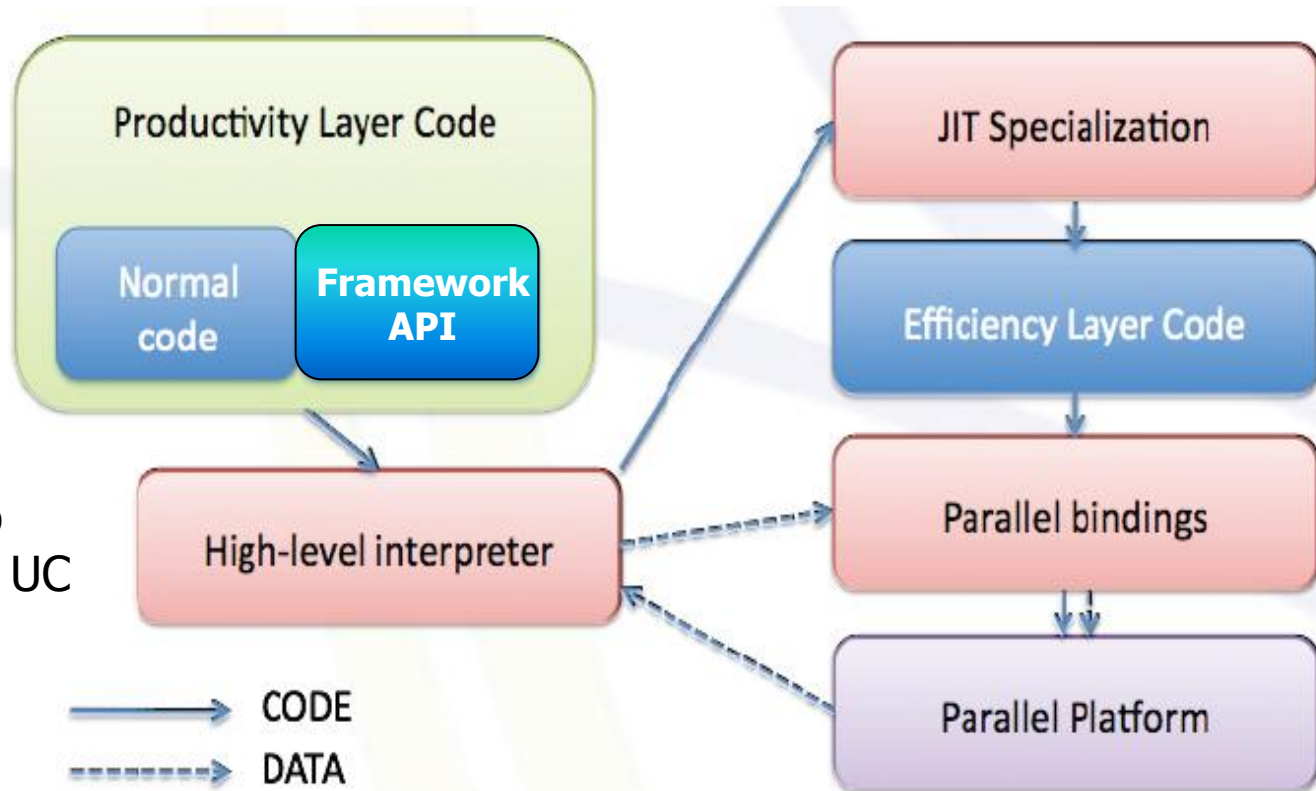 Productivity Layer Code
Normal
code
Framework
API
High-level interpreter
JIT Specialization
Efficiency Layer Code
Parallel bindings
Parallel Platform
UC
CODE
DATA